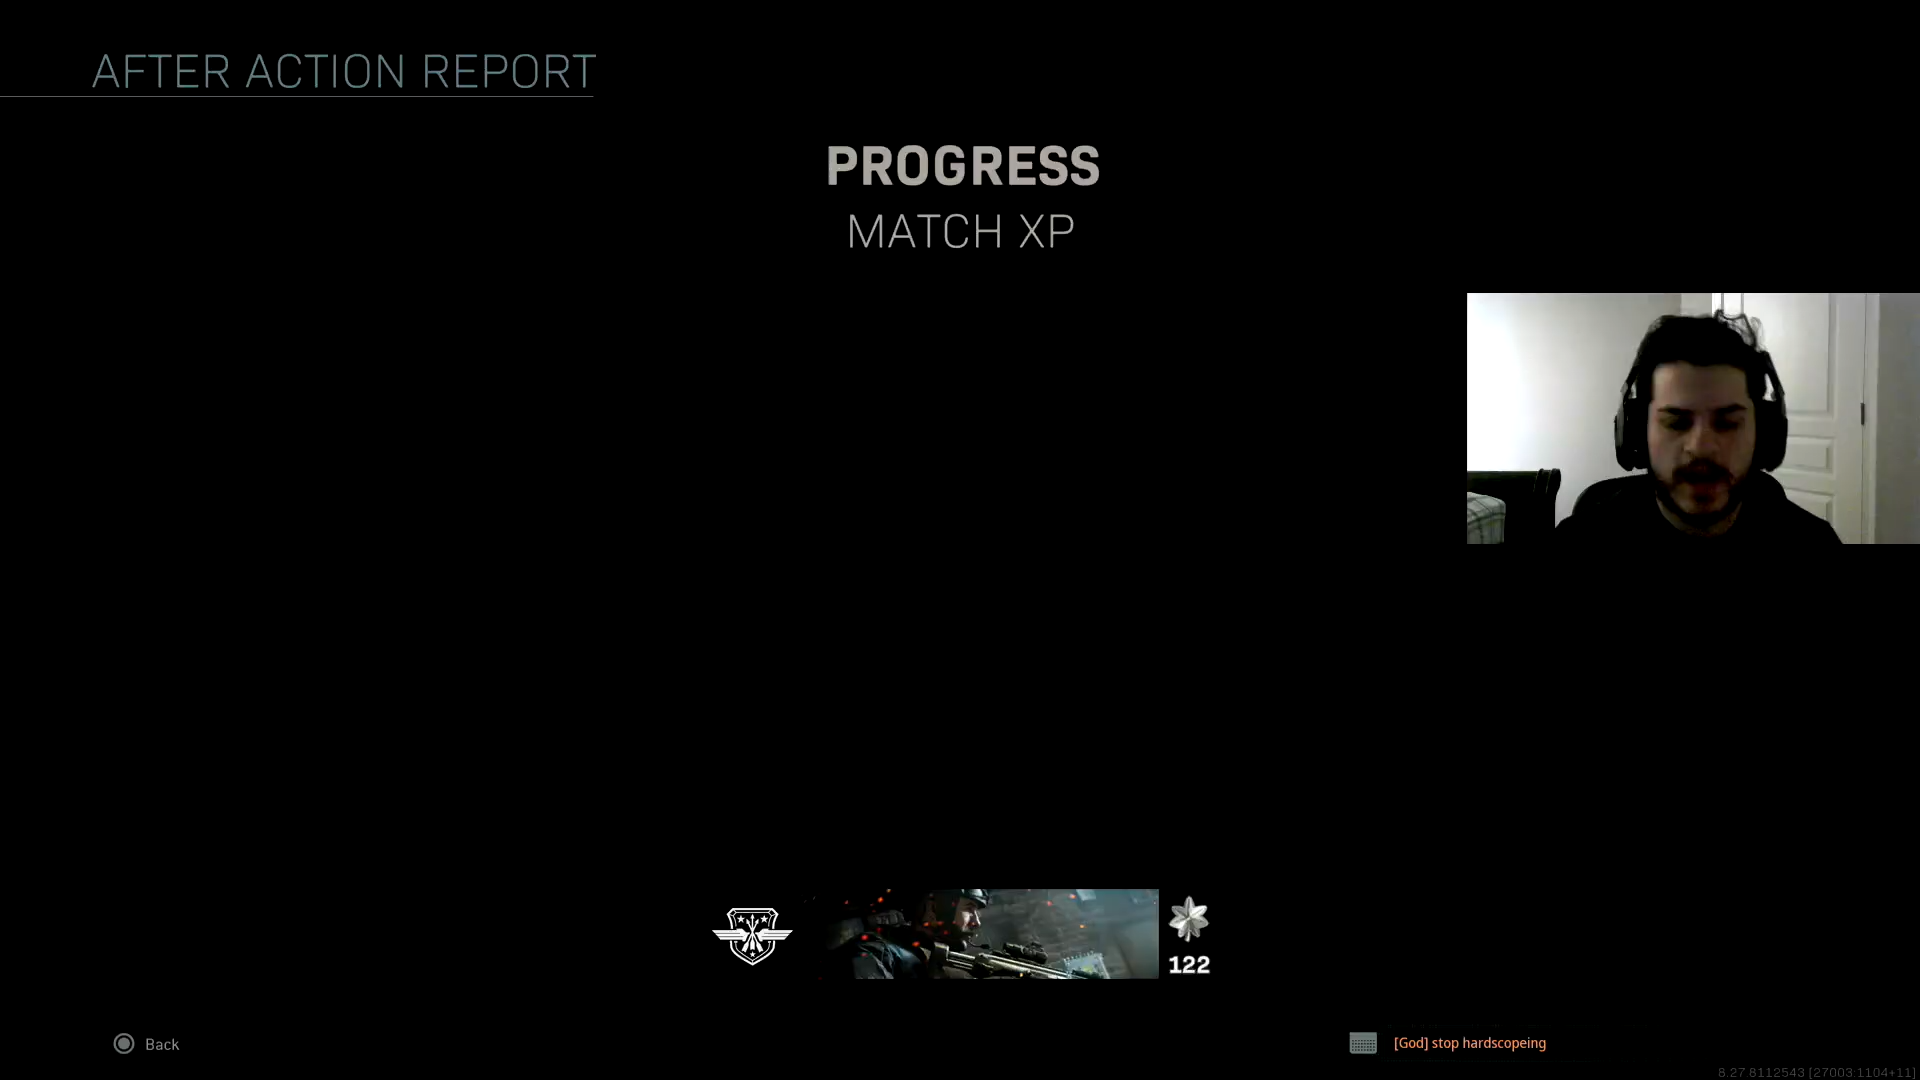 AFTER ACTION REPORT
PROGRESS
MATCH XP
122
Back
[God] stop hardscopeing
8.27 8112543 [27003:1104+11]